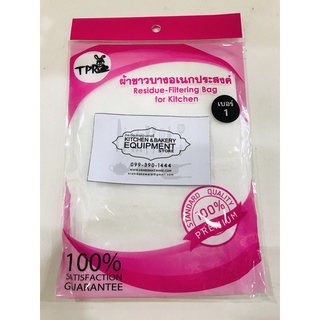 TPR
ผ้าขาวบางอเนกประสงค์
Residue-Filtering Bag
for Kitchen
เบอร์
1
KITCHEN & BAKERY
EQUIPMENT
STORE
099-390-1444
STANDARD QUALITY
100%
PREMIUM
100%
SATISFACTION
GUARANTEE